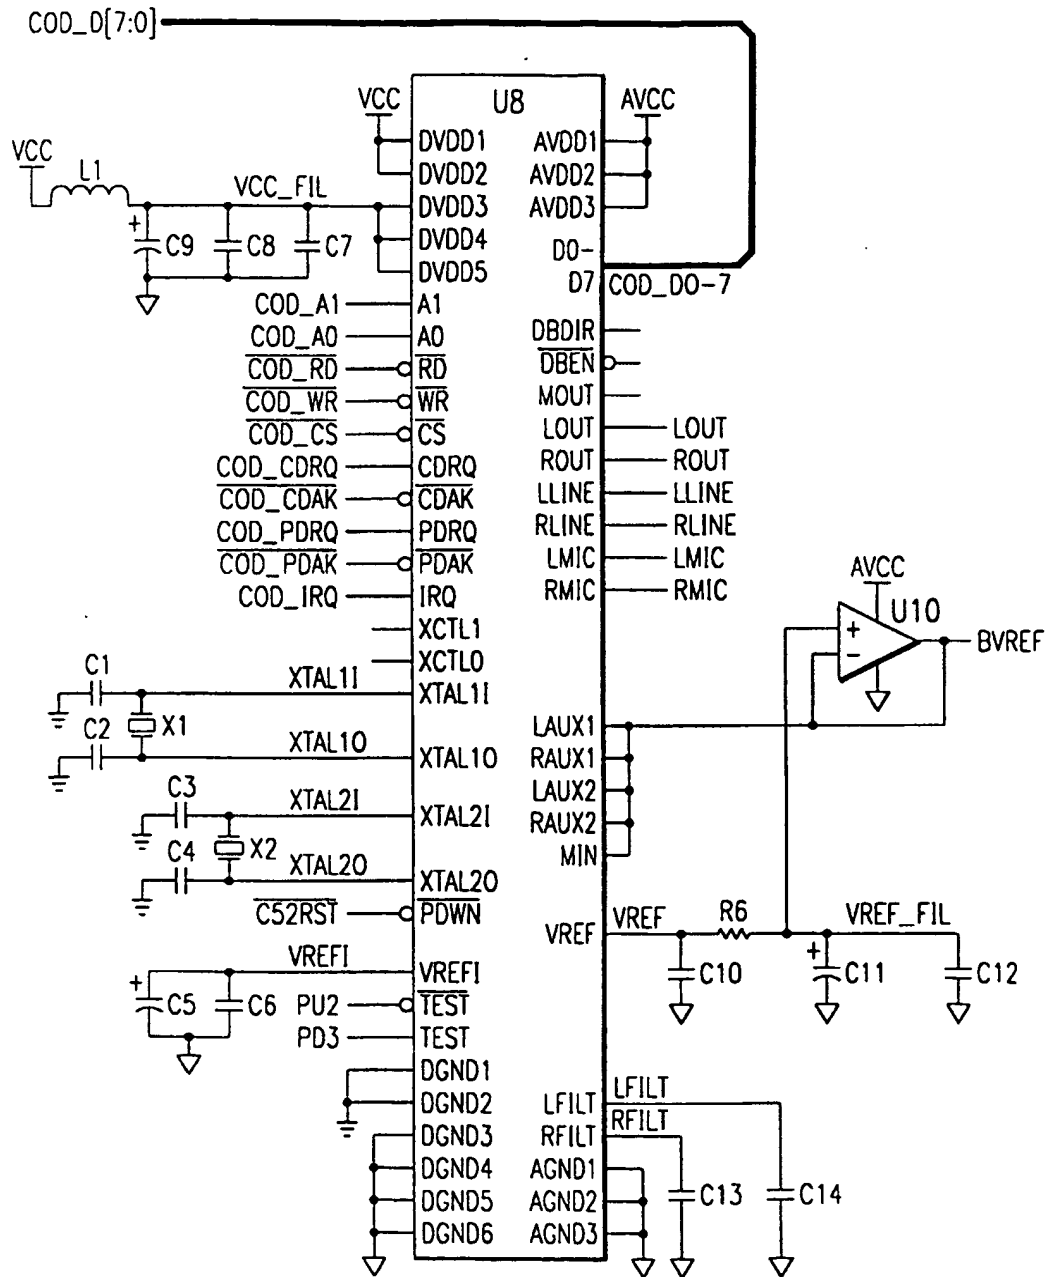 COD_D[7:0]
U8
VCC
AVCC
DVDD1
AVDD1
DVDD2
AVDD2
VCC
L1
VCC_FIL
DVDD3
AVDD3
C9
C8
C7
DVDD4
D0-
DVDD5
D7
COD_D0-7
COD_A1
A1
COD_A0
A0
DBDIR
COD_RD
RD
DBEN
COD_WR
WR
MOUT
COD_CS
CS
LOUT
LOUT
COD_CDRQ
CDRQ
ROUT
ROUT
COD_CDAK
CDAK
LLINE
LLINE
COD_PDRQ
PDRQ
RLINE
RLINE
COD_PDAK
PDAK
LMIC
LMIC
COD_IRQ
IRQ
RMIC
RMIC
AVCC
U10
XCTL1
BVREF
XCTL0
C1
XTAL1I
XTAL1I
X1
C2
XTAL1O
XTAL1O
LAUX1
RAUX1
C3
XTAL2I
XTAL2I
LAUX2
RAUX2
X2
C4
XTAL2O
XTAL2O
MIN
C52RST
PDWN
VREF
VREF
R6
VREF_FIL
VREFI
VREFI
C10
C11
C12
C5
C6
PU2
TEST
PD3
TEST
DGND1
DGND2
LFILT
LFILT
DGND3
RFILT
RFILT
DGND4
AGND1
DGND5
AGND2
C13
C14
DGND6
AGND3